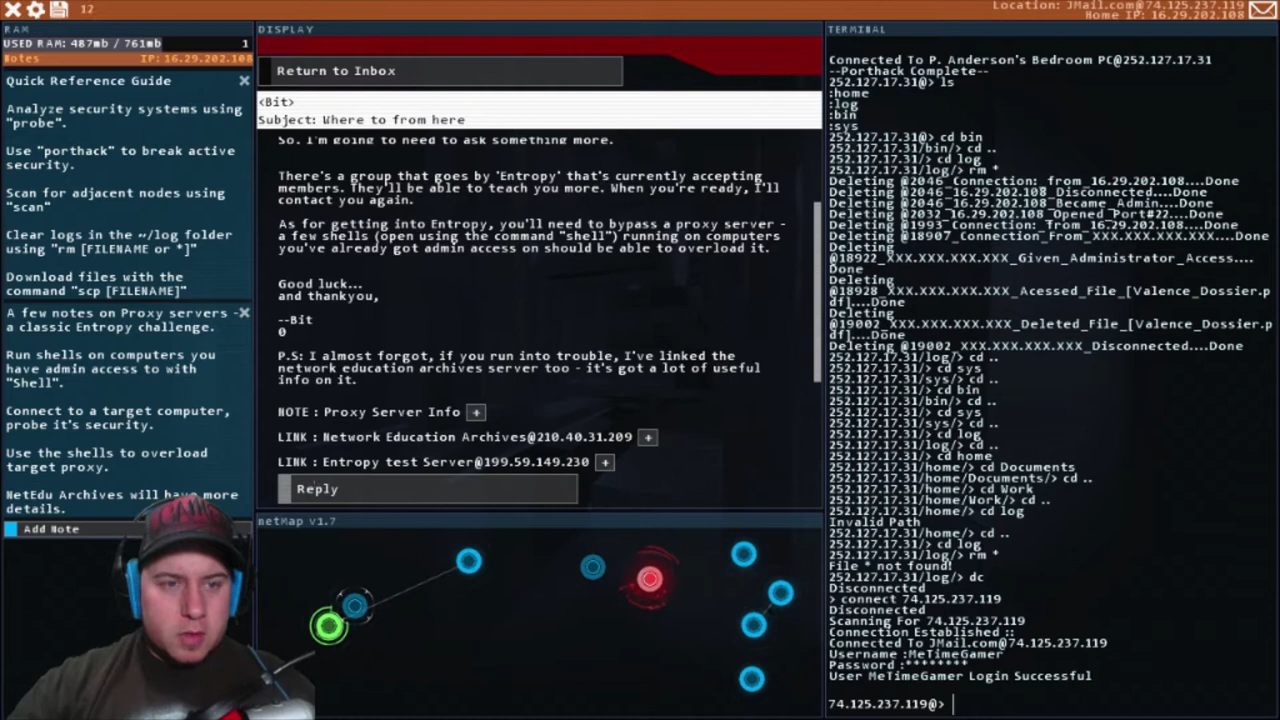 12
Location: JMail.com@74.125.237.119
Home IP: 16.29.202.108
RAM
USED RAM: 487mb / 761mb 1
Notes IP: 16.29.202.108
Quick Reference Guide
Analyze security systems using
"probe".
Use "porthack" to break active
security.
Scan for adjacent nodes using
"scan"
Clear logs in the ~/log folder
using "rm [FILENAME or *]"
Download files with the
command "scp [FILENAME]"
A few notes on Proxy servers -
a classic Entropy challenge.
Run shells on computers you
have admin access to with
"Shell".
Connect to a target computer,
probe it's security.
Use the shells to overload
target proxy.
NetEdu Archives will have more
details.
Add Note
DISPLAY
Return to Inbox
<Bit>
Subject: Where to from here
So, I'm going to need to ask something more.
There's a group that goes by 'Entropy' that's currently accepting
members. They'll be able to teach you more. When you're ready, I'll
contact you again.
As for getting into Entropy, you'll need to bypass a proxy server -
a few shells (open using the command "shell") running on computers
you've already got admin access on should be able to overload it.
Good luck...
and thankyou,
--Bit
0
P.S: I almost forgot, if you run into trouble, I've linked the
network education archives server too - it's got a lot of useful
info on it.
NOTE : Proxy Server Info +
LINK : Network Education Archives@210.40.31.209 +
LINK : Entropy test Server@199.59.149.230 +
Reply
netMap v1.7
TERMINAL
Connected To P. Anderson's Bedroom PC@252.127.17.31
--Porthack Complete--
252.127.17.31@> ls
:home
:log
:bin
:sys
252.127.17.31@> cd bin
252.127.17.31/bin/> cd ..
252.127.17.31/> cd log
252.127.17.31/log/> rm *
Deleting @2046_Connection:_from_16.29.202.108....Done
Deleting @2046_16.29.202.108_Disconnected....Done
Deleting @2046_16.29.202.108_Became_Admin....Done
Deleting @2032_16.29.202.108_Opened_Port#22....Done
Deleting @1993_Connection:_from_16.29.202.108....Done
Deleting @18907_Connection_From_XXX.XXX.XXX.XXX....Done
Deleting
@18922_XXX.XXX.XXX.XXX_Given_Administrator_Access....
Done
Deleting
@18928_XXX.XXX.XXX.XXX_Acessed_File_[Valence_Dossier.p
df]....Done
Deleting
@19002_XXX.XXX.XXX.XXX_Deleted_File_[Valence_Dossier.p
df]....Done
Deleting @19002_XXX.XXX.XXX.XXX_Disconnected....Done
252.127.17.31/log/> cd ..
252.127.17.31/> cd sys
252.127.17.31/sys/> cd ..
252.127.17.31/> cd bin
252.127.17.31/bin/> cd ..
252.127.17.31/> cd sys
252.127.17.31/sys/> cd ..
252.127.17.31/> cd log
252.127.17.31/log/> cd ..
252.127.17.31/> cd home
252.127.17.31/home/> cd Documents
252.127.17.31/home/Documents/> cd ..
252.127.17.31/home/> cd Work
252.127.17.31/home/Work/> cd ..
252.127.17.31/home/> cd log
Invalid Path
252.127.17.31/home/> cd ..
252.127.17.31/> cd log
252.127.17.31/log/> rm *
File * not found!
252.127.17.31/log/> dc
Disconnected
> connect 74.125.237.119
Disconnected
Scanning For 74.125.237.119
Connection Established ::
Connected To JMail.com@74.125.237.119
Username :MeTimeGamer
Password :********
User MeTimeGamer Login Successful
74.125.237.119@>